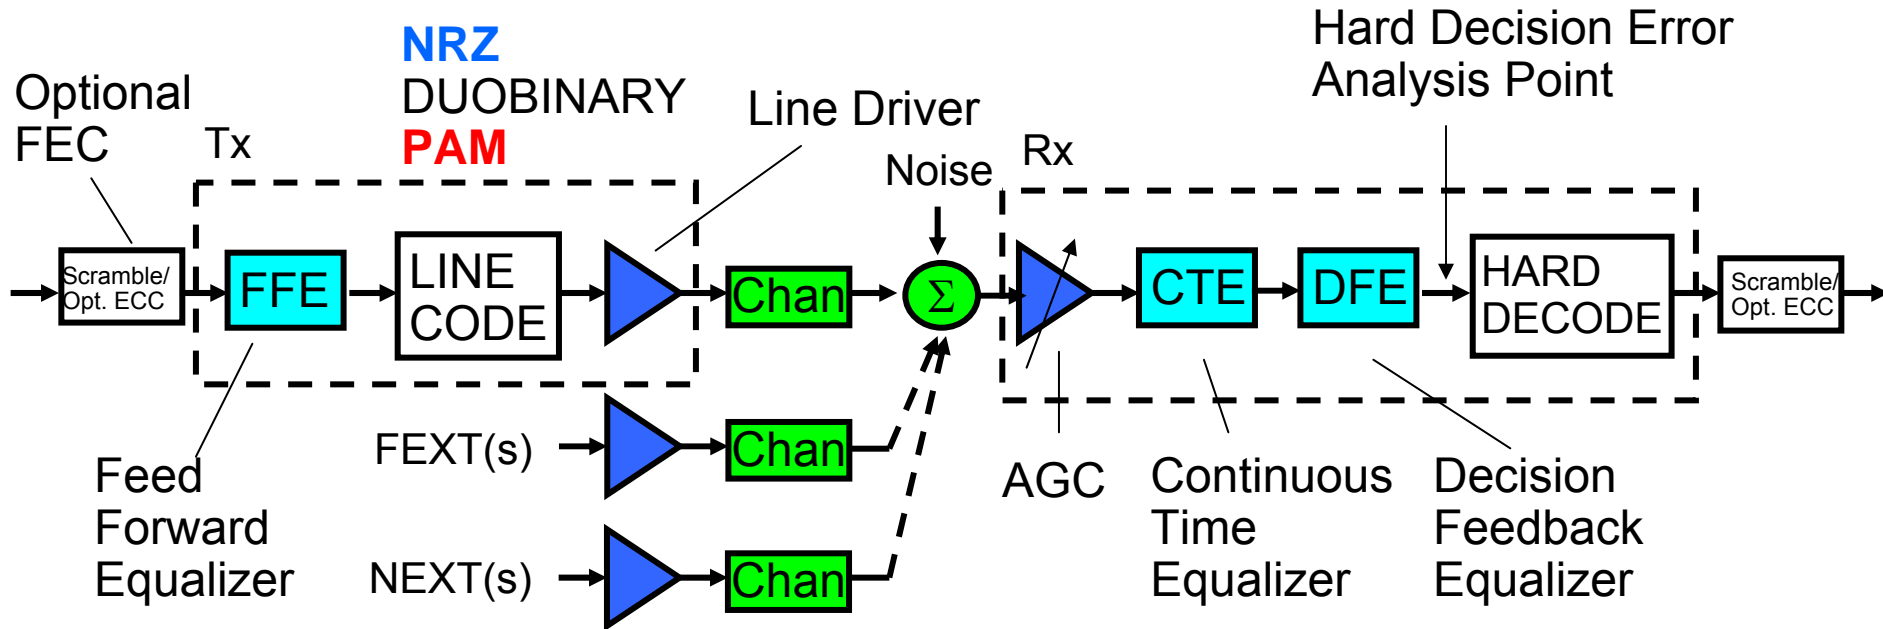 NRZ
DUOBINARY
PAM
Hard Decision Error
Analysis Point
Optional
FEC
Tx
Line Driver
Noise
Rx
Scramble/
Opt. ECC
FFE
LINE
CODE
Chan
Σ
CTE
DFE
HARD
DECODE
Scramble/
Opt. ECC
FEXT(s)
Chan
NEXT(s)
Chan
Feed
Forward
Equalizer
AGC
Continuous
Time
Equalizer
Decision
Feedback
Equalizer